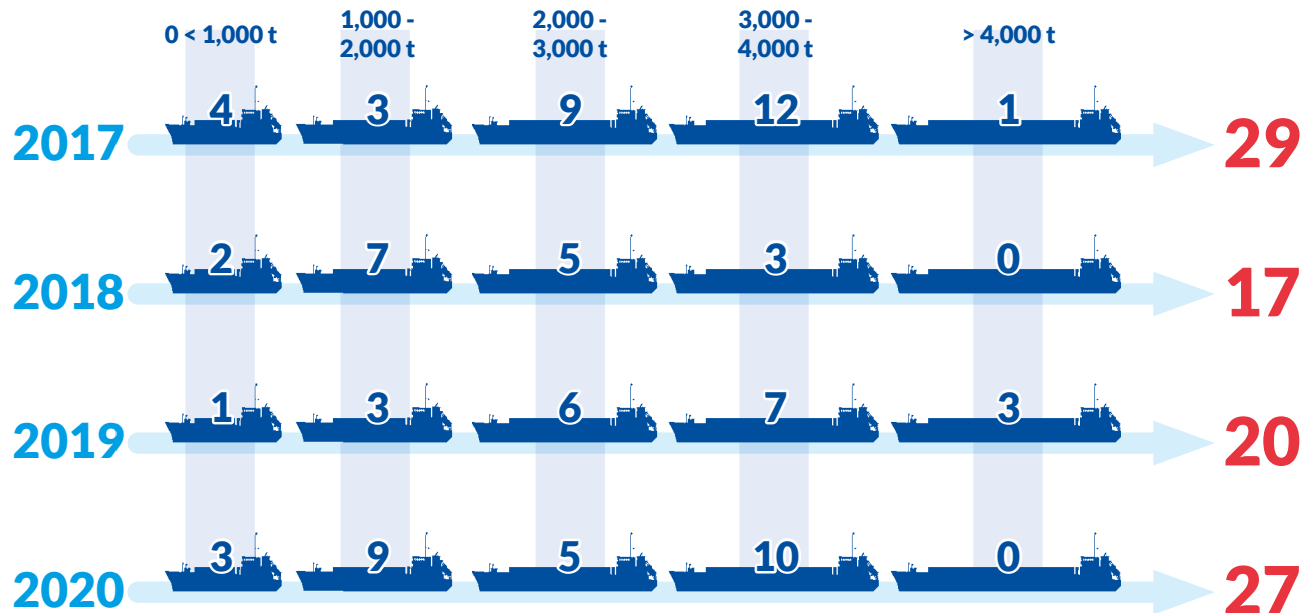 0 < 1,000 t
1,000 -
2,000 t
2,000 -
3,000 t
3,000 -
4,000 t
> 4,000 t
2017 4 3 9 12 1 29
2018 2 7 5 3 0 17
2019 1 3 6 7 3 20
2020 3 9 5 10 0 27